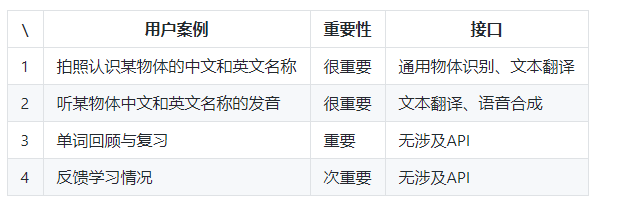 \ 用户案例 重要性 接口
1 拍照认识某物体的中文和英文名称 很重要 通用物体识别、文本翻译
2 听某物体中文和英文名称的发音 很重要 文本翻译、语音合成
3 单词回顾与复习 重要 无涉及API
4 反馈学习情况 次重要 无涉及API